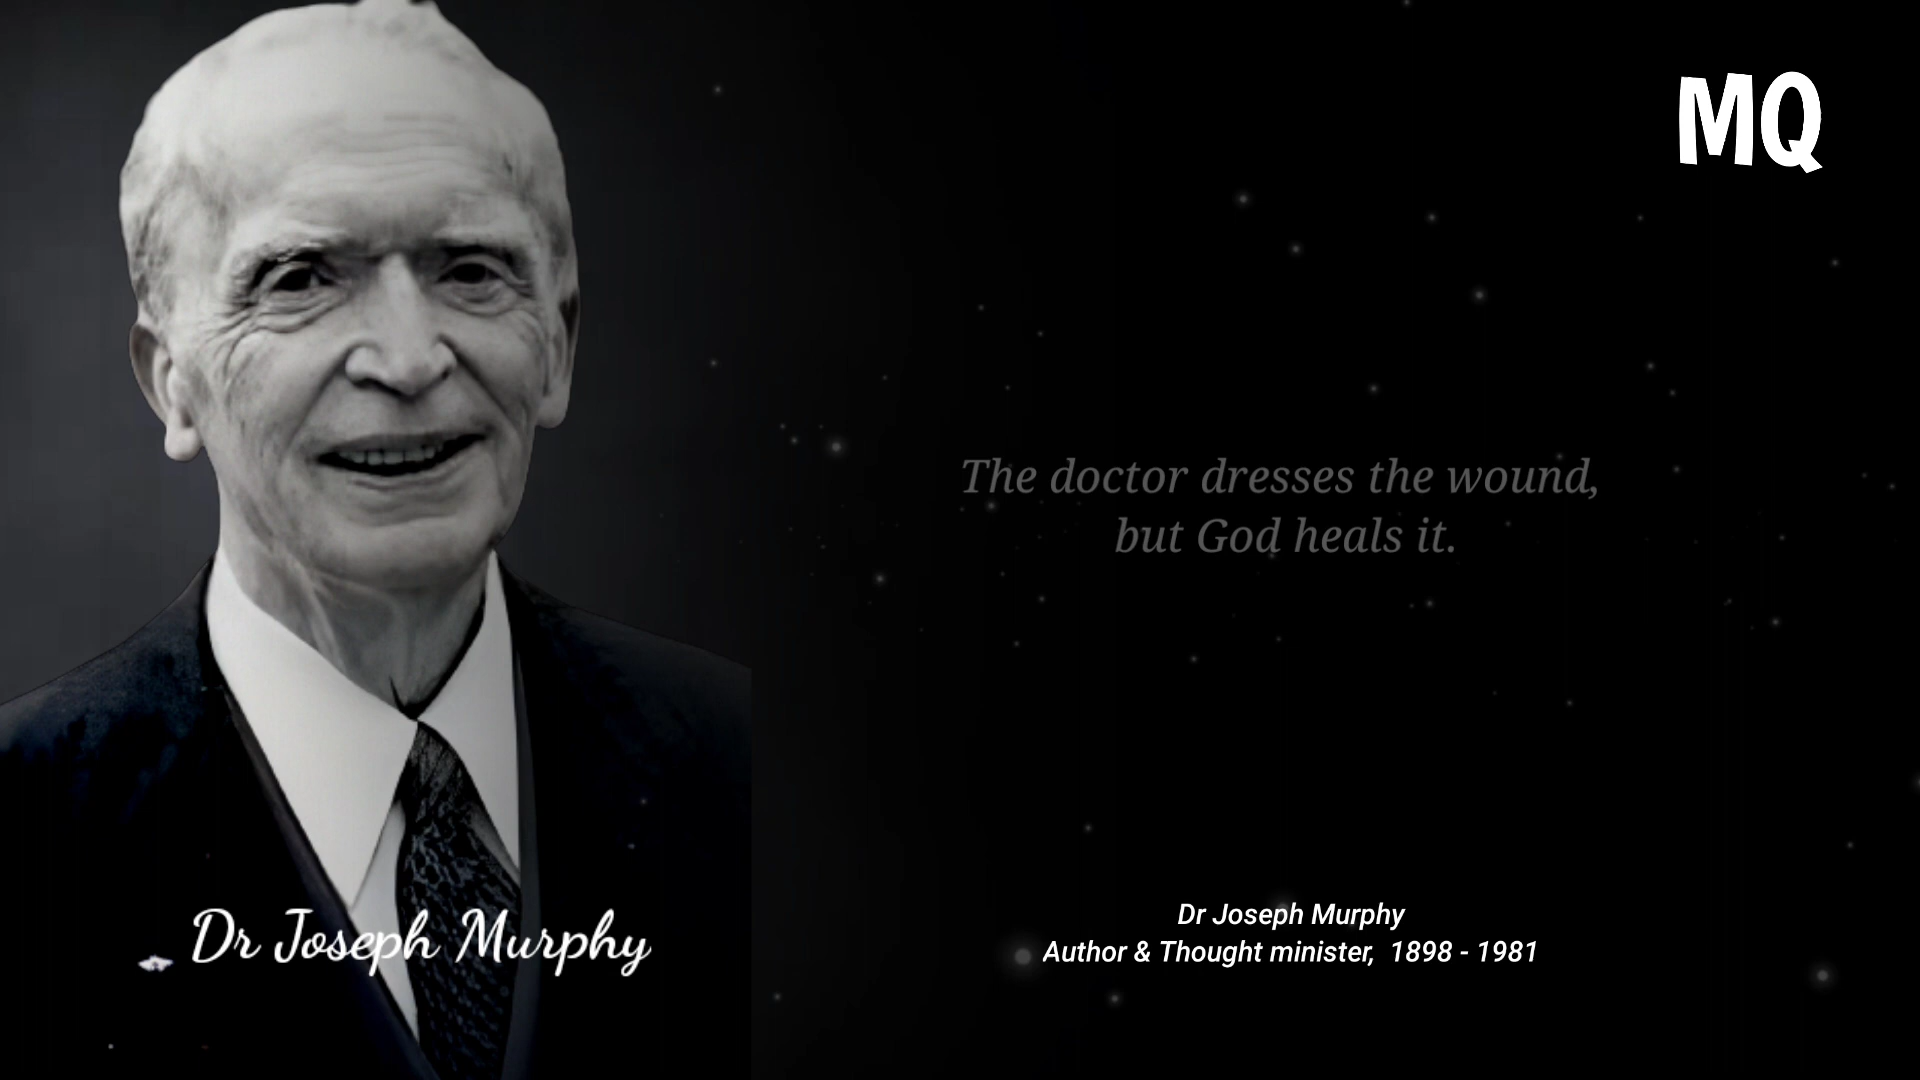 MQ
The doctor dresses the wound,
but God heals it.
Dr Joseph Murphy
Dr Joseph Murphy
Author & Thought minister, 1898 - 1981